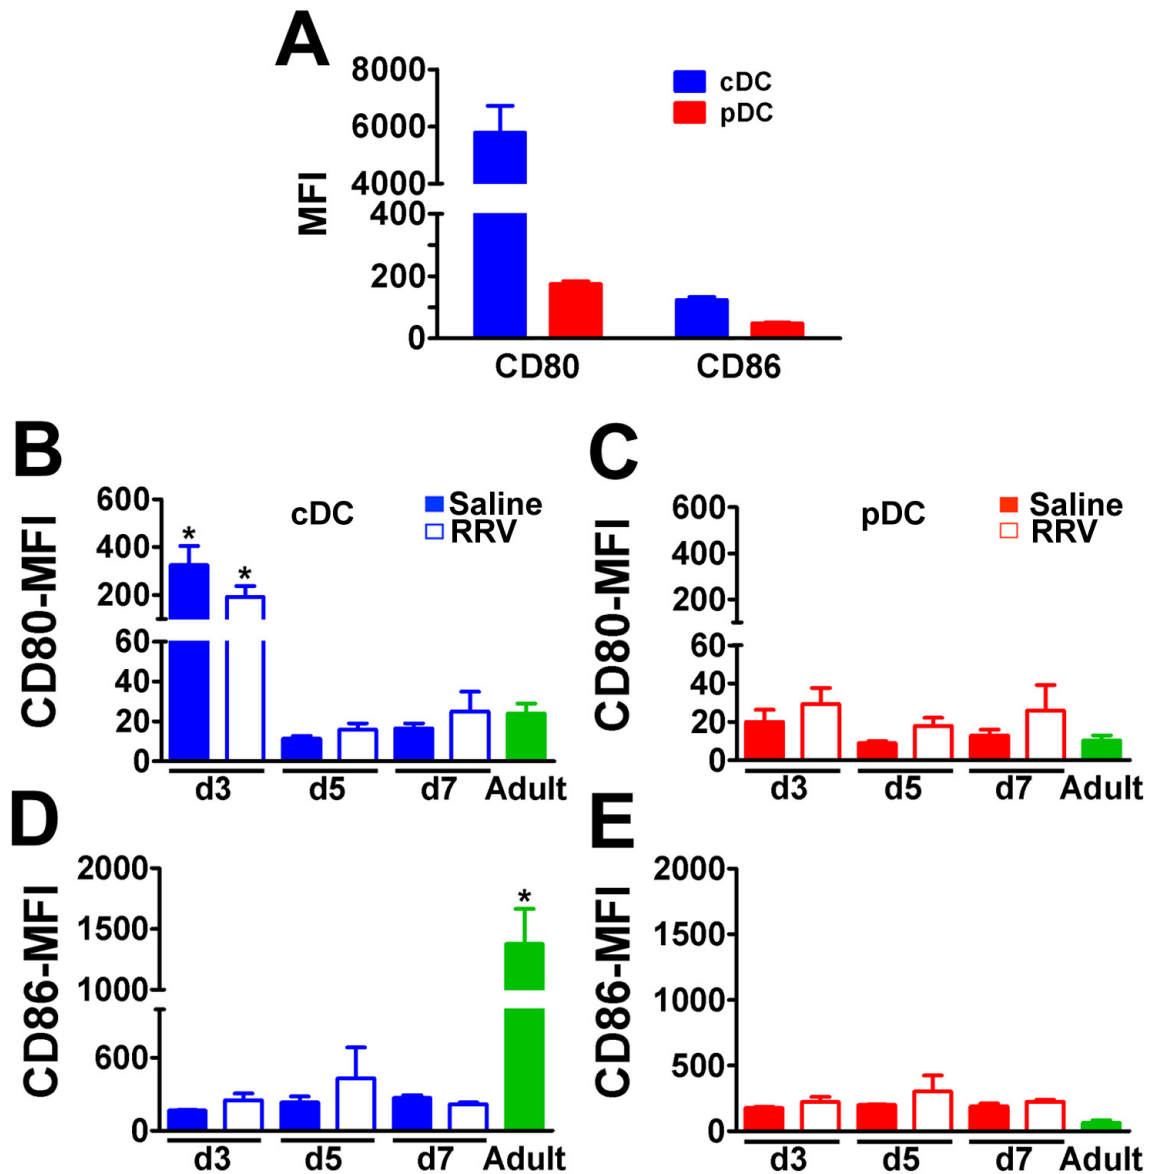 A
8000
6000
4000
400
200
0
MFI
cDC
pDC
CD80
CD86
B
600
400
200
60
40
20
0
CD80-MFI
cDC
Saline
RRV
*
*
d3
d5
d7
Adult
C
600
400
200
60
40
20
0
CD80-MFI
pDC
Saline
RRV
d3
d5
d7
Adult
D
2000
1500
1000
600
0
CD86-MFI
*
d3
d5
d7
Adult
E
2000
1500
1000
500
0
CD86-MFI
d3
d5
d7
Adult